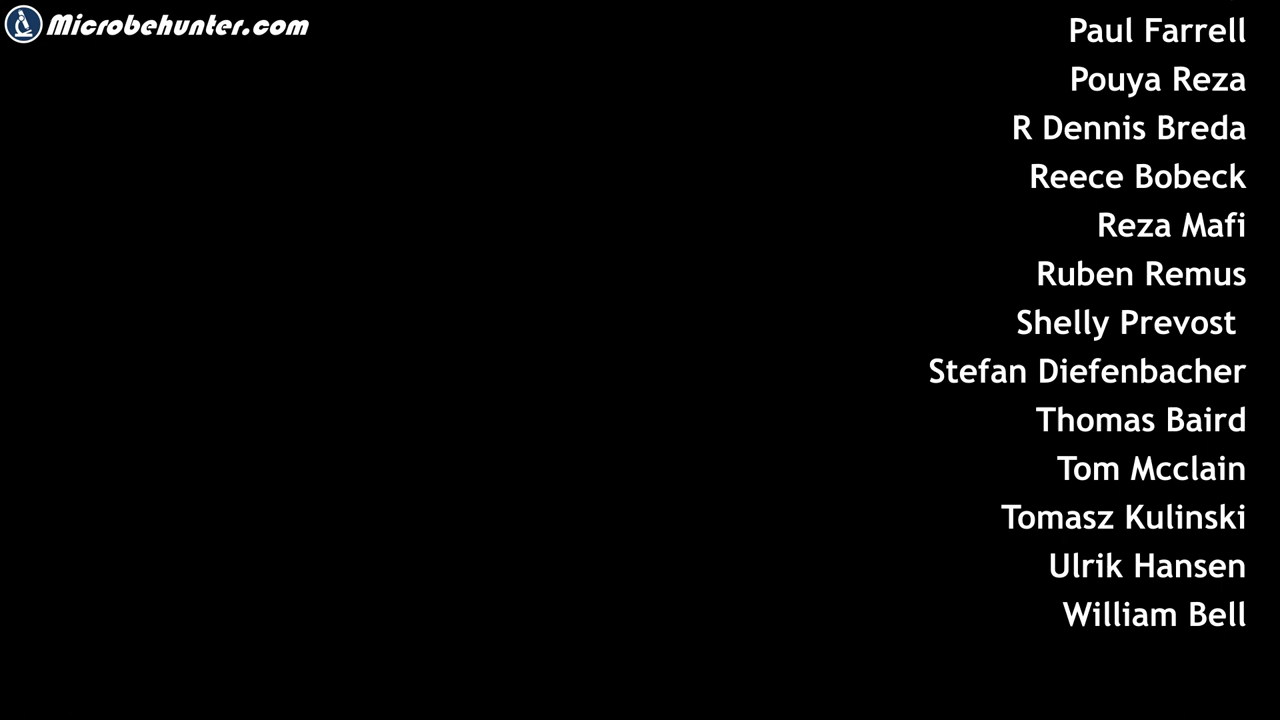 Microbehunter.com
Paul Farrell
Pouya Reza
R Dennis Breda
Reece Bobeck
Reza Mafi
Ruben Remus
Shelly Prevost
Stefan Diefenbacher
Thomas Baird
Tom Mcclain
Tomasz Kulinski
Ulrik Hansen
William Bell